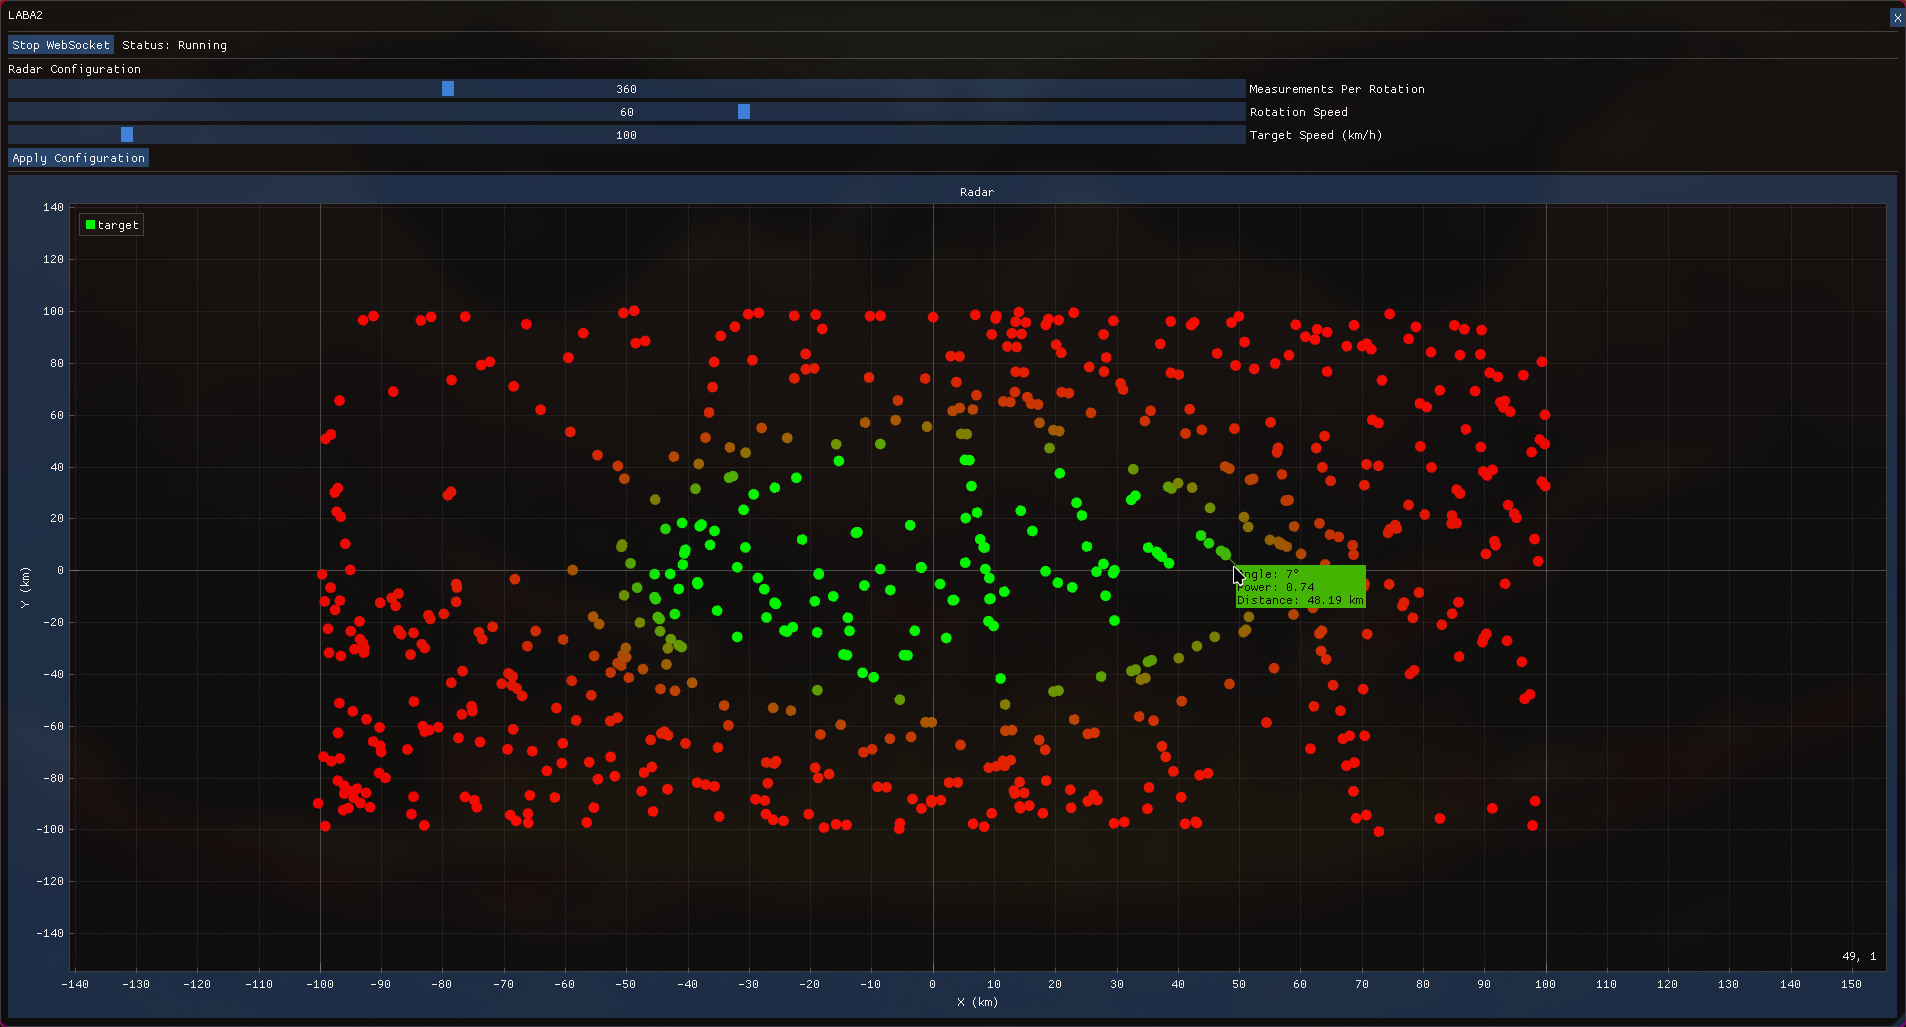 LABA2
X
Stop WebSocket Status: Running
Radar Configuration
360 Measurements Per Rotation
60 Rotation Speed
100 Target Speed (km/h)
Apply Configuration
Radar
target
140
120
100
80
60
40
20
0
-20
-40
-60
-80
-100
-120
-140
Y (km)
Angle: 7°
Power: 0.74
Distance: 48.19 km
49, 1
-140 -130 -120 -110 -100 -90 -80 -70 -60 -50 -40 -30 -20 -10 0 10 20 30 40 50 60 70 80 90 100 110 120 130 140 150
X (km)